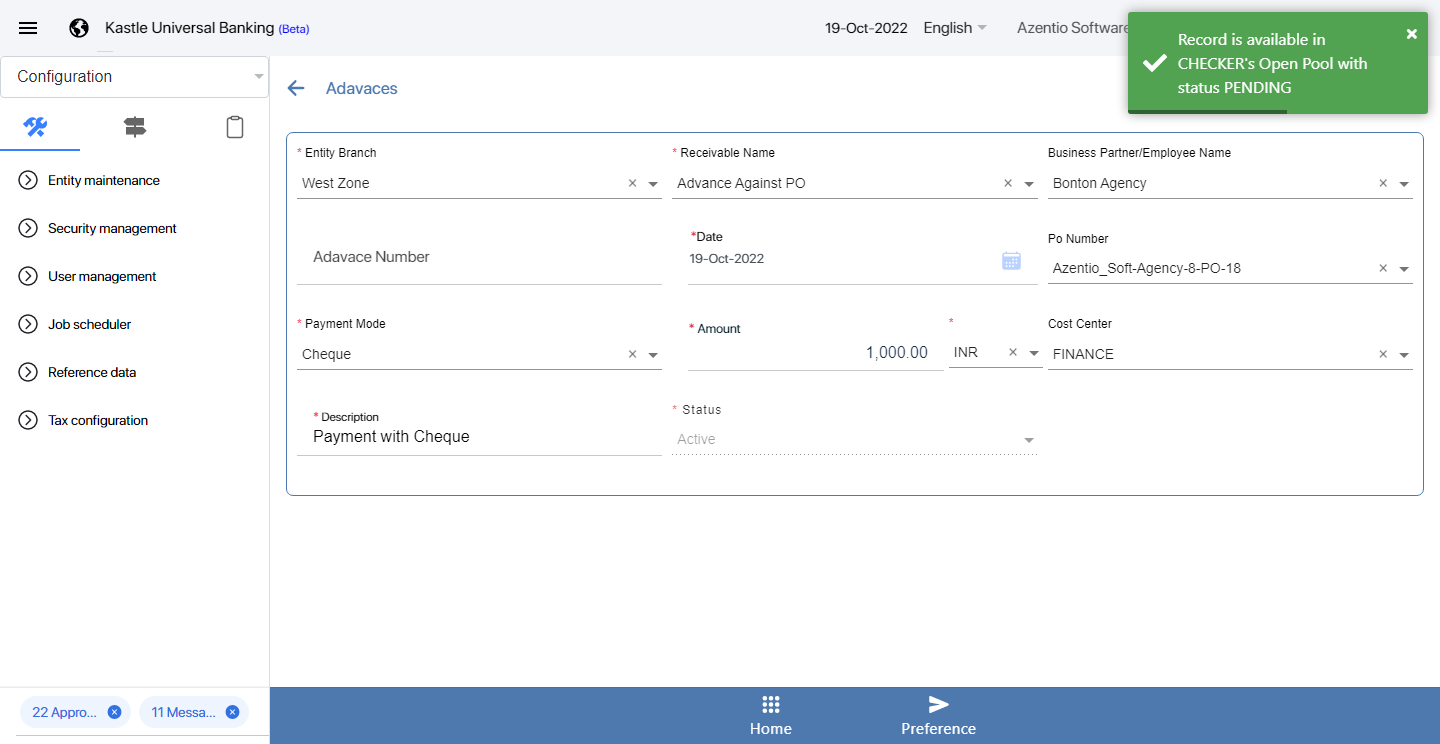 Kastle Universal Banking (Beta)
19-Oct-2022
English
Azentio Software
Record is available in
CHECKER's Open Pool with
status PENDING
Configuration
Adavaces
Entity maintenance
Security management
User management
Job scheduler
Reference data
Tax configuration
* Entity Branch
West Zone
* Receivable Name
Advance Against PO
Business Partner/Employee Name
Bonton Agency
Adavace Number
*Date
19-Oct-2022
Po Number
Azentio_Soft-Agency-8-PO-18
* Payment Mode
Cheque
* Amount
1,000.00
*
INR
Cost Center
FINANCE
* Description
Payment with Cheque
* Status
Active
22 Appro...
11 Messa...
Home
Preference